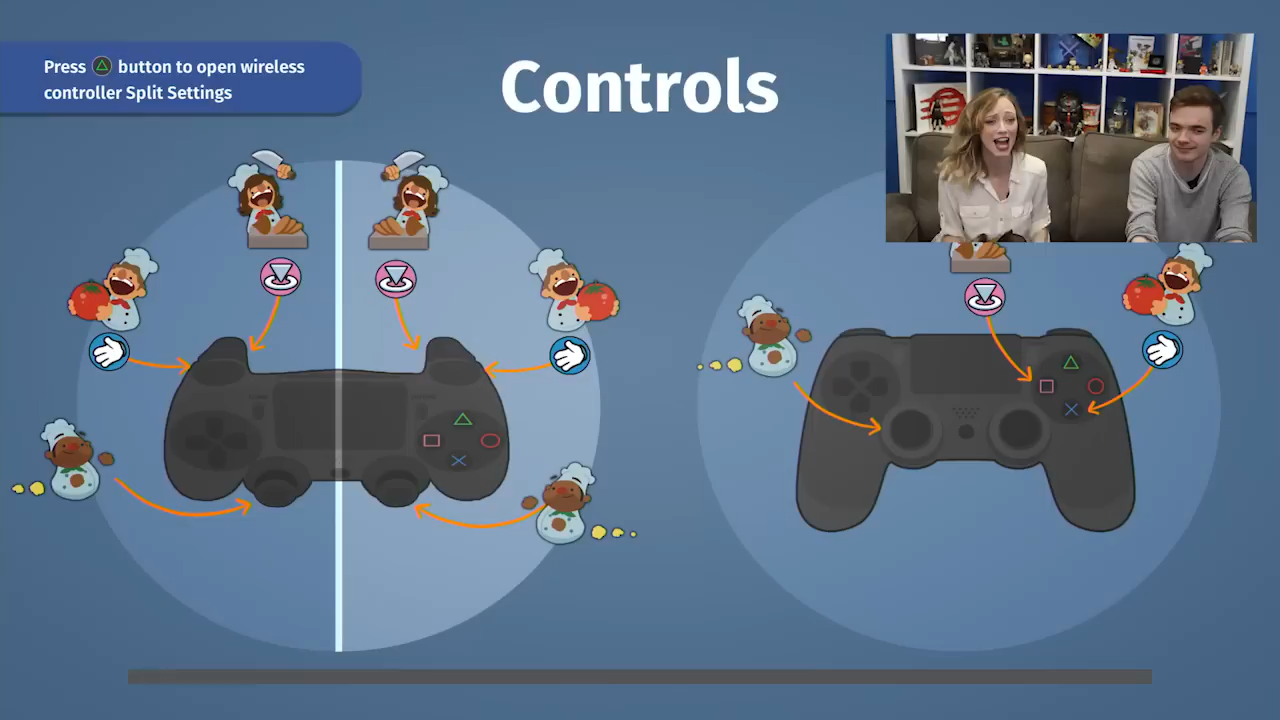 Press button to open wireless
controller Split Settings
Controls